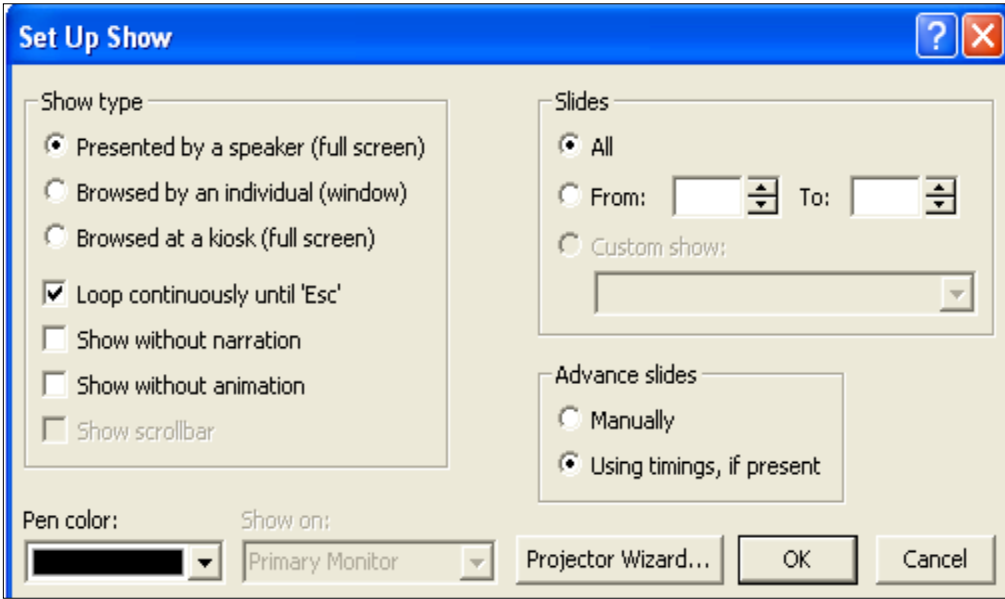 Set Up Show
Show type
Presented by a speaker (full screen)
Browsed by an individual (window)
Browsed at a kiosk (full screen)
Loop continuously until 'Esc'
Show without narration
Show without animation
Show scrollbar
Slides
All
From: To:
Custom show:
Advance slides
Manually
Using timings, if present
Pen color:
Show on:
Primary Monitor
Projector Wizard...
OK
Cancel